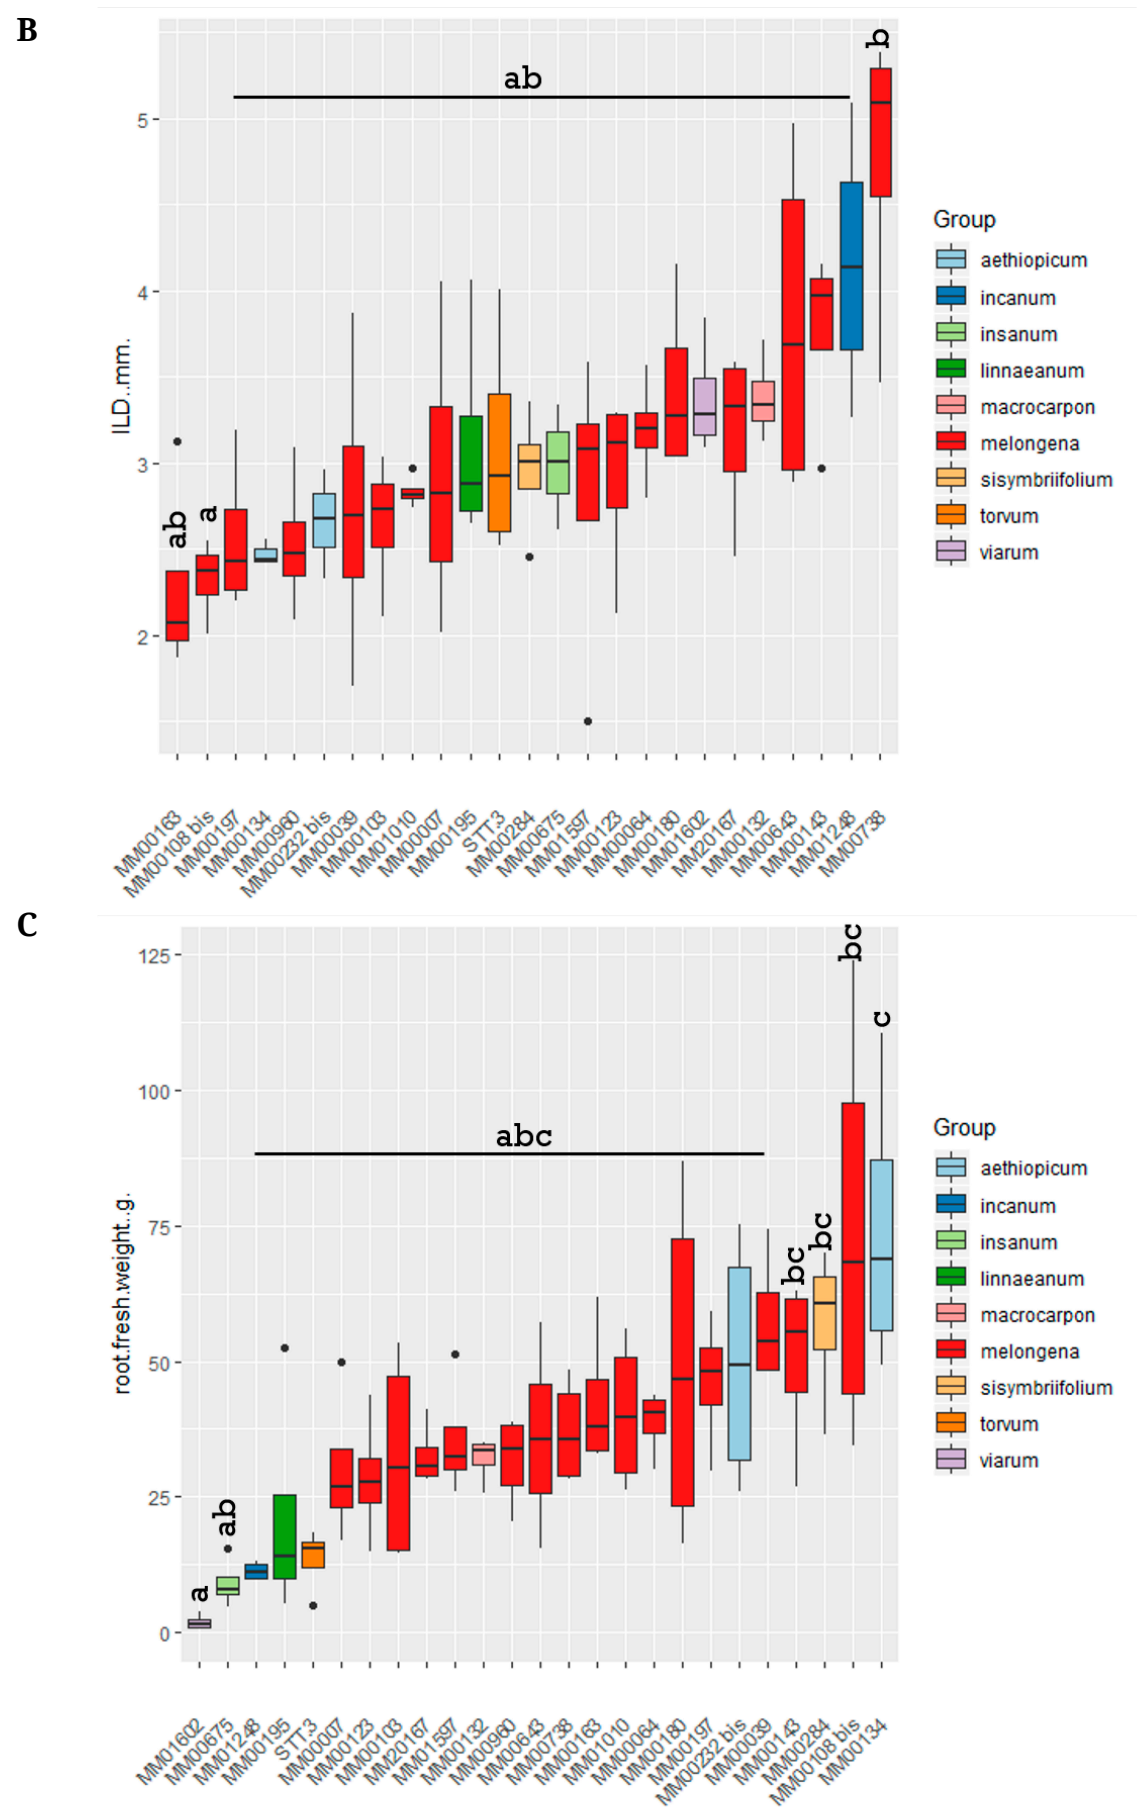 B
ab
b
5
4
3
2
ILD..mm.
ab
a
Group
aethiopicum
incanum
insanum
linnaeanum
macrocarpon
melongena
sisymbriifolium
torvum
viarum
MM00163
MM00108 bis
MM00197
MM00134
MM00960
MM00232 bis
MM00039
MM00103
MM01010
MM00007
MM00195
STT3
MM00284
MM00675
MM01597
MM00123
MM00064
MM00180
MM01602
MM20167
MM00132
MM00643
MM00143
MM01248
MM00738
C
125
100
75
50
25
0
root.fresh.weight..g.
a
ab
abc
bc
bc
bc
c
Group
aethiopicum
incanum
insanum
linnaeanum
macrocarpon
melongena
sisymbriifolium
torvum
viarum
MM01602
MM00675
MM01248
MM00195
STT3
MM00007
MM00123
MM00103
MM20167
MM01597
MM00132
MM00960
MM00643
MM00738
MM00163
MM01010
MM00064
MM00180
MM00197
MM00232 bis
MM00039
MM00143
MM00284
MM00108 bis
MM00134